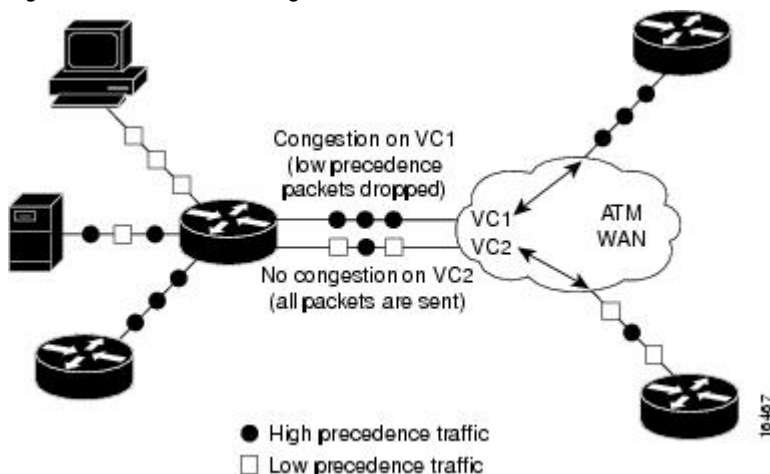 Congestion on VC1
(low precedence
packets dropped)
VC1
ATM
WAN
VC2
No congestion on VC2
(all packets are sent)
High precedence traffic
Low precedence traffic
16467